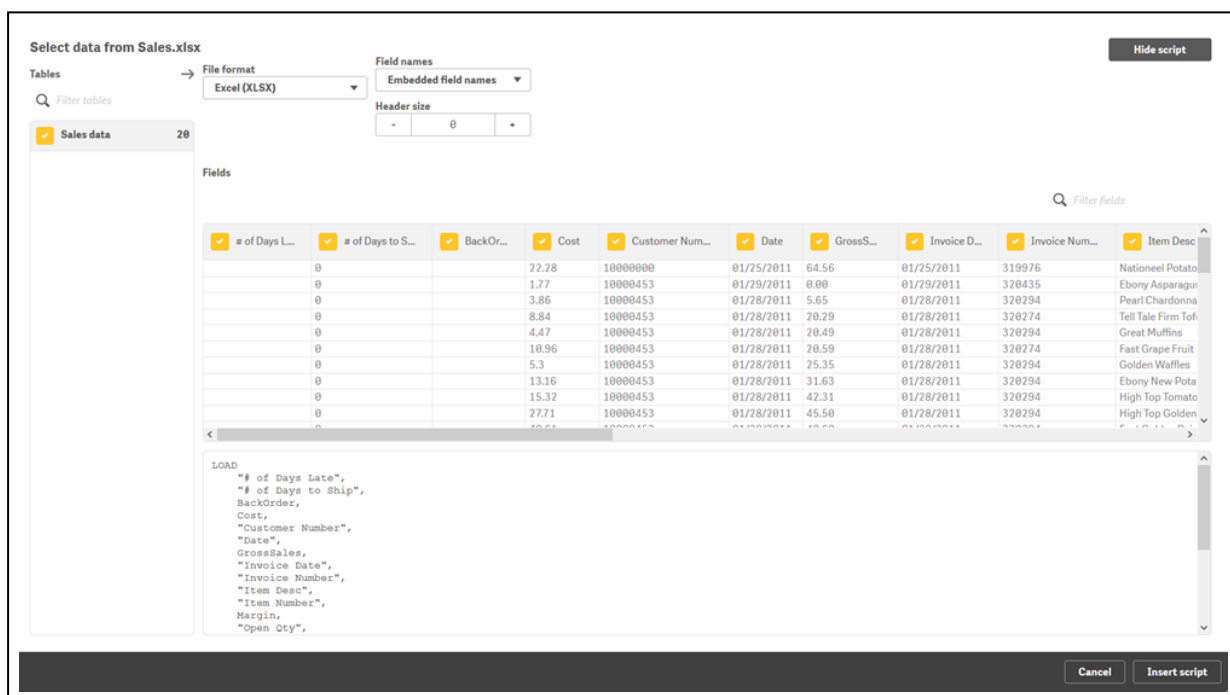 Select data from Sales.xlsx
Hide script
Tables
File format
Field names
Excel (XLSX)
Embedded field names
Filter tables
Header size
- 0 +
Sales data 20
Fields
Filter fields
# of Days L... # of Days to S... BackOr... Cost Customer Num... Date GrossS... Invoice D... Invoice Num... Item Desc
0 22.28 10000000 01/25/2011 64.56 01/25/2011 319976 Nationeel Potato
0 1.77 10000453 01/29/2011 0.00 01/29/2011 320435 Ebony Asparagus
0 3.86 10000453 01/28/2011 5.65 01/28/2011 320294 Pearl Chardonna
0 8.84 10000453 01/28/2011 20.29 01/28/2011 320274 Tell Tale Firm Tof
0 4.47 10000453 01/28/2011 20.49 01/28/2011 320294 Great Muffins
0 10.96 10000453 01/28/2011 20.59 01/28/2011 320274 Fast Grape Fruit
0 5.3 10000453 01/28/2011 25.35 01/28/2011 320294 Golden Waffles
0 13.16 10000453 01/28/2011 31.63 01/28/2011 320294 Ebony New Pota
0 15.32 10000453 01/28/2011 42.31 01/28/2011 320294 High Top Tomato
0 27.71 10000453 01/28/2011 45.50 01/28/2011 320294 High Top Golden
LOAD
"# of Days Late",
"# of Days to Ship",
BackOrder,
Cost,
"Customer Number",
"Date",
GrossSales,
"Invoice Date",
"Invoice Number",
"Item Desc",
"Item Number",
Margin,
"Open Qty",
Cancel
Insert script